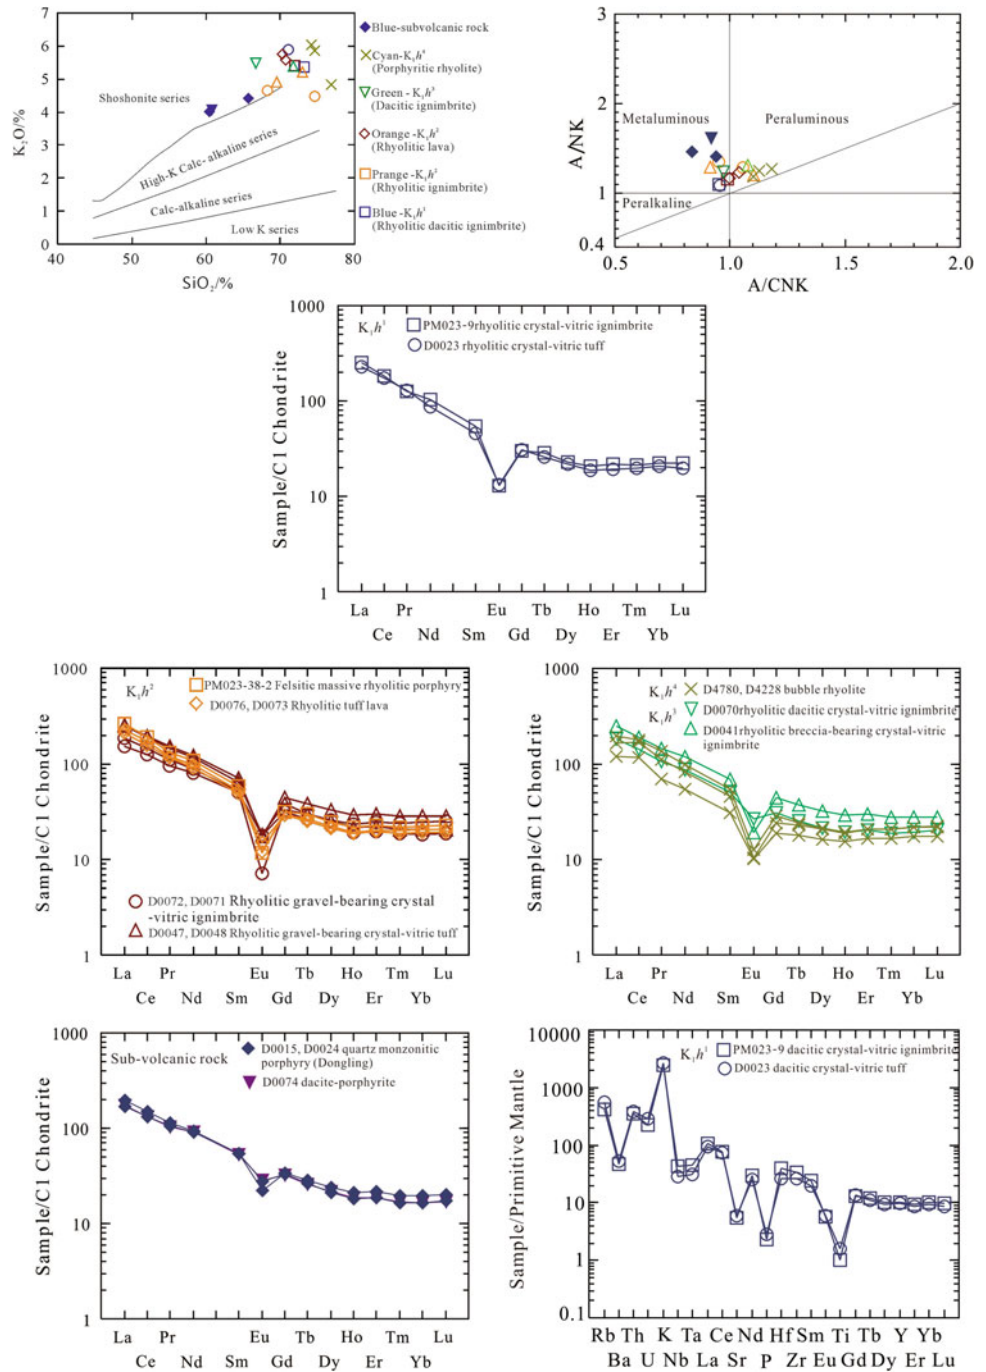 7
6
5
4
3
2
1
0
K₂O/%
Shoshonite series
High-K Calc- alkaline series
Calc-alkaline series
Low K series
40
50
60
70
80
SiO₂/%
Blue-subvolcanic rock
Cyan-K₁h⁴
(Porphyritic rhyolite)
Green - K₁h³
(Dacitic ignimbrite)
Orange -K₁h²
(Rhyolitic lava)
Prange -K₁h²
(Rhyolitic ignimbrite)
Blue -K₁h¹
(Rhyolitic dacitic ignimbrite)
3
2
1
0.4
A/NK
Metaluminous
Peraluminous
Peralkaline
0.5
1.0
1.5
2.0
A/CNK
1000
100
10
1
Sample/C1 Chondrite
K₁h¹
PM023-9rhyolitic crystal-vitric ignimbrite
D0023 rhyolitic crystal-vitric tuff
La Pr Eu Tb Ho Tm Lu
Ce Nd Sm Gd Dy Er Yb
1000
100
10
1
Sample/C1 Chondrite
K₁h²
PM023-38-2 Felsitic massive rhyolitic porphyry
D0076, D0073 Rhyolitic tuff lava
D0072, D0071 Rhyolitic gravel-bearing crystal
-vitric ignimbrite
D0047, D0048 Rhyolitic gravel-bearing crystal-vitric tuff
La Pr Eu Tb Ho Tm Lu
Ce Nd Sm Gd Dy Er Yb
1000
100
10
1
Sample/C1 Chondrite
K₁h⁴
D4780, D4228 bubble rhyolite
K₁h³
D0070rhyolitic dacitic crystal-vitric ignimbrite
D0041rhyolitic breccia-bearing crystal-vitric
ignimbrite
La Pr Eu Tb Ho Tm Lu
Ce Nd Sm Gd Dy Er Yb
1000
100
10
1
Sample/C1 Chondrite
Sub-volcanic rock
D0015, D0024 quartz monzonitic
porphyry (Dongling)
D0074 dacite-porphyrite
La Pr Eu Tb Ho Tm Lu
Ce Nd Sm Gd Dy Er Yb
10000
1000
100
10
1
0.1
Sample/Primitive Mantle
K₁h¹
PM023-9 dacitic crystal-vitric ignimbrite
D0023 dacitic crystal-vitric tuff
Rb Th K Ta Ce Nd Hf Sm Ti Tb Y Yb
Ba U Nb La Sr P Zr Eu Gd Dy Er Lu